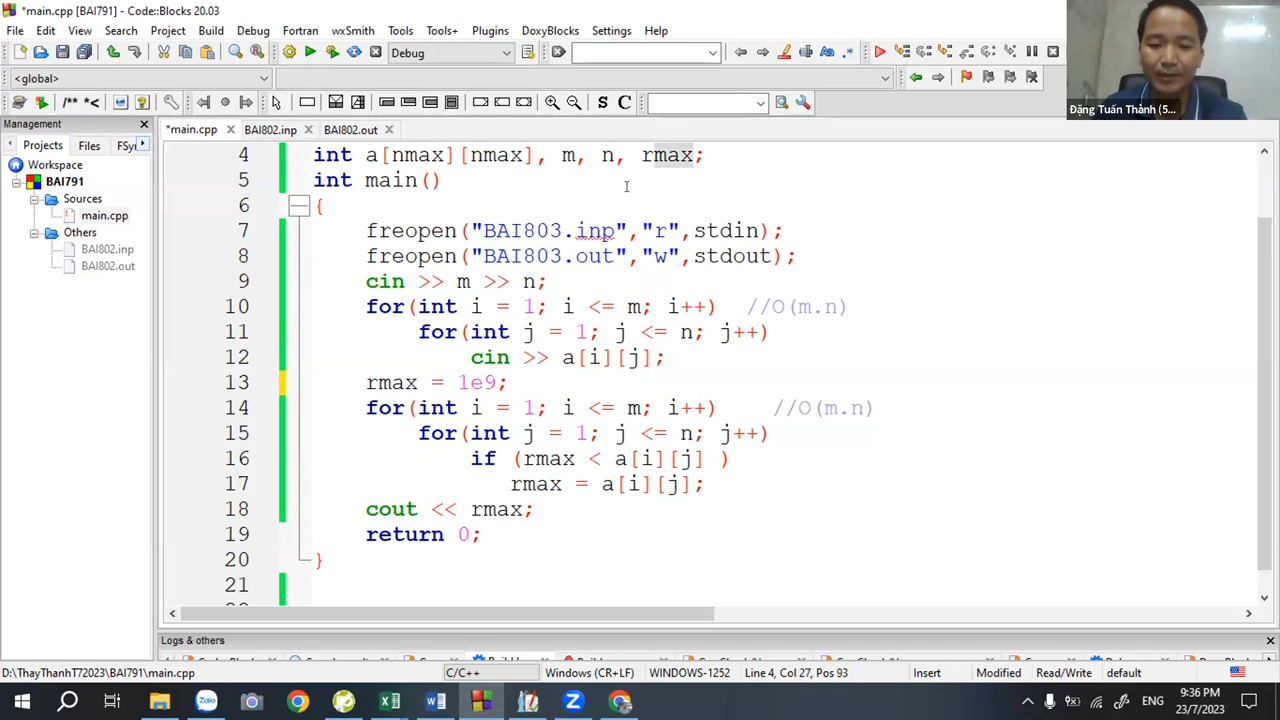 *main.cpp [BAI791] - Code::Blocks 20.03
File Edit View Search Project Build Debug Fortran wxSmith Tools Tools+ Plugins DoxyBlocks Settings Help
Debug
<global>
/** *<
S C
Đặng Tuấn Thành (5...
Management
Projects Files FSy
Workspace
BAI791
Sources
main.cpp
Others
BAI802.inp
BAI802.out
*main.cpp BAI802.inp BAI802.out
4 int a[nmax][nmax], m, n, rmax;
5 int main()
6 {
7 freopen("BAI803.inp","r",stdin);
8 freopen("BAI803.out","w",stdout);
9 cin >> m >> n;
10 for(int i = 1; i <= m; i++) //O(m.n)
11 for(int j = 1; j <= n; j++)
12 cin >> a[i][j];
13 rmax = 1e9;
14 for(int i = 1; i <= m; i++) //O(m.n)
15 for(int j = 1; j <= n; j++)
16 if (rmax < a[i][j] )
17 rmax = a[i][j];
18 cout << rmax;
19 return 0;
20 }
21
Logs & others
D:\ThayThanhT72023\BAI791\main.cpp C/C++ Windows (CR+LF) WINDOWS-1252 Line 4, Col 27, Pos 93 Insert Modified Read/Write default
Zalo
ENG
9:36 PM
23/7/2023